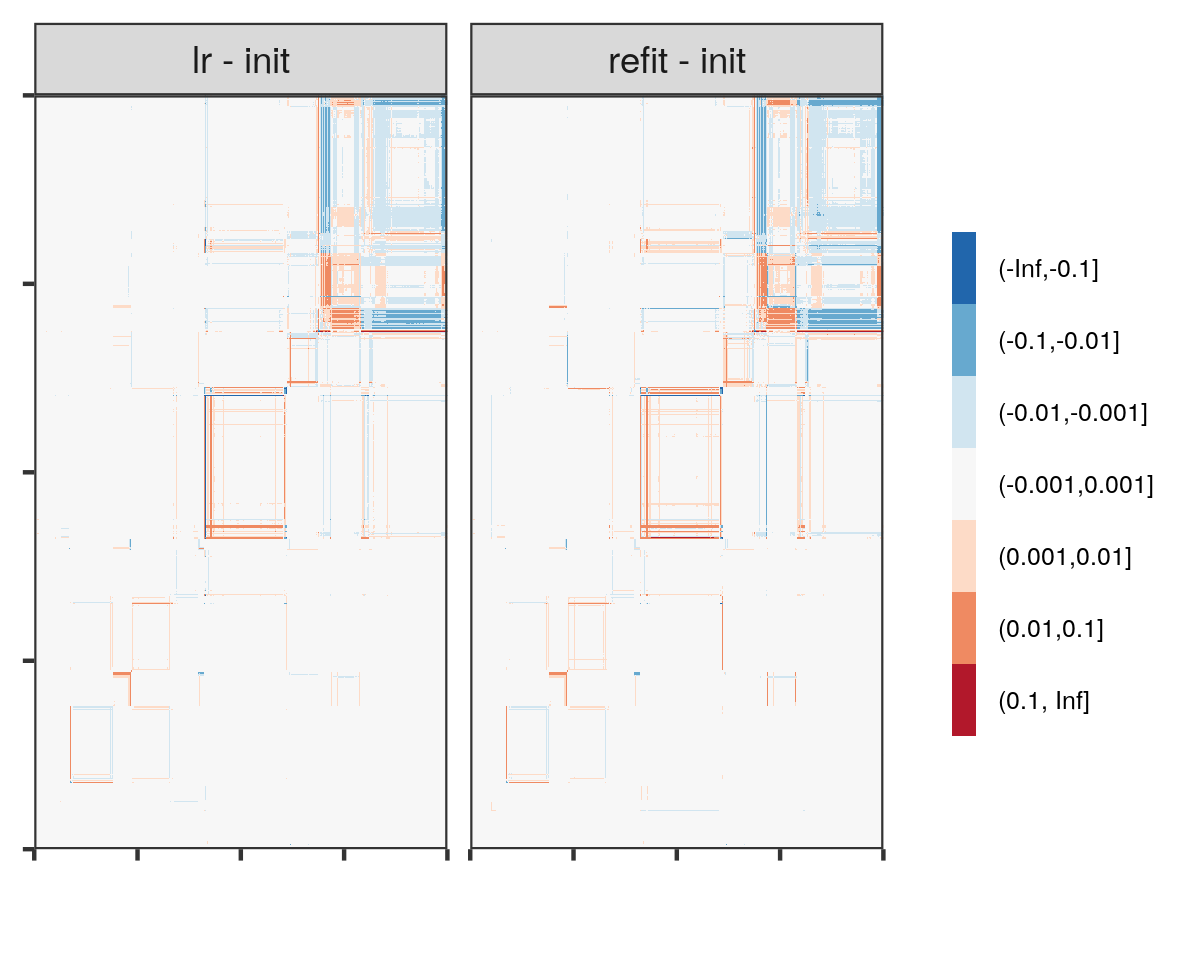 lr - init
refit - init
(-Inf,-0.1]
(-0.1,-0.01]
(-0.01,-0.001]
(-0.001,0.001]
(0.001,0.01]
(0.01,0.1]
(0.1, Inf]